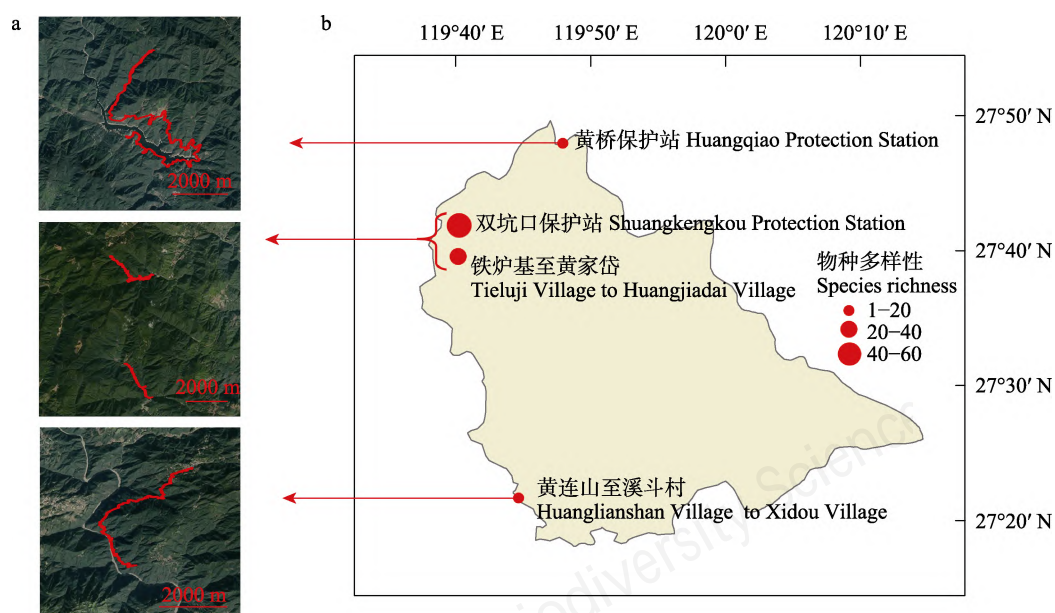 a
b
119°40′ E
119°50′ E
120°0′ E
120°10′ E
27°50′ N
27°40′ N
27°30′ N
27°20′ N
2000 m
2000 m
2000 m
黄桥保护站 Huangqiao Protection Station
双坑口保护站 Shuangkengkou Protection Station
铁炉基至黄家岱
Tieluji Village to Huangjiadai Village
物种多样性
Species richness
1−20
20−40
40−60
黄连山至溪斗村
Huanglianshan Village to Xidou Village
iodiversity Science